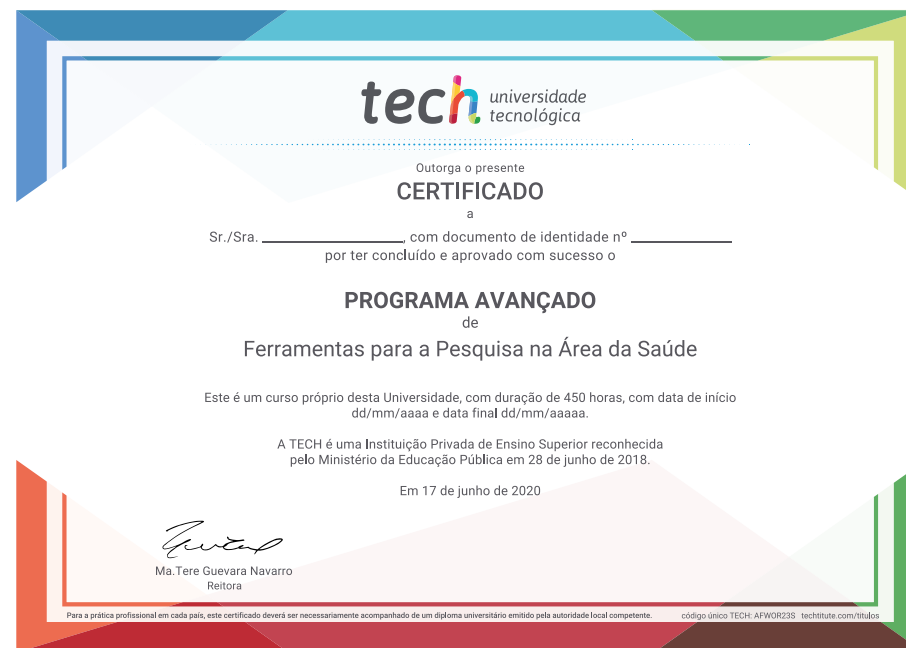 tech universidade
tecnológica
Outorga o presente
CERTIFICADO
a
Sr./Sra. ____________, com documento de identidade nº ____________
por ter concluído e aprovado com sucesso o
PROGRAMA AVANÇADO
de
Ferramentas para a Pesquisa na Área da Saúde
Este é um curso próprio desta Universidade, com duração de 450 horas, com data de início
dd/mm/aaaa e data final dd/mm/aaaaa.
A TECH é uma Instituição Privada de Ensino Superior reconhecida
pelo Ministério da Educação Pública em 28 de junho de 2018.
Em 17 de junho de 2020
Ma.Tere Guevara Navarro
Reitora
Para a prática profissional em cada país, este certificado deverá ser necessariamente acompanhado de um diploma universitário emitido pela autoridade local competente. código único TECH: AFWOR23S techtitute.com/titulos